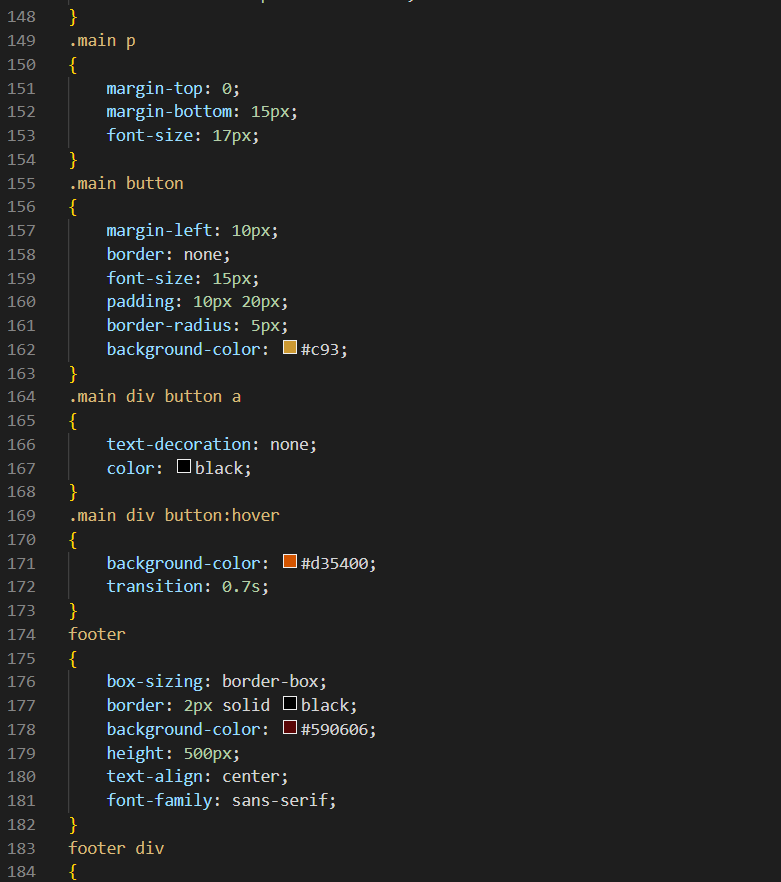 148 }
149 .main p
150 {
151 margin-top: 0;
152 margin-bottom: 15px;
153 font-size: 17px;
154 }
155 .main button
156 {
157 margin-left: 10px;
158 border: none;
159 font-size: 15px;
160 padding: 10px 20px;
161 border-radius: 5px;
162 background-color: #c93;
163 }
164 .main div button a
165 {
166 text-decoration: none;
167 color: black;
168 }
169 .main div button:hover
170 {
171 background-color: #d35400;
172 transition: 0.7s;
173 }
174 footer
175 {
176 box-sizing: border-box;
177 border: 2px solid black;
178 background-color: #590606;
179 height: 500px;
180 text-align: center;
181 font-family: sans-serif;
182 }
183 footer div
184 {